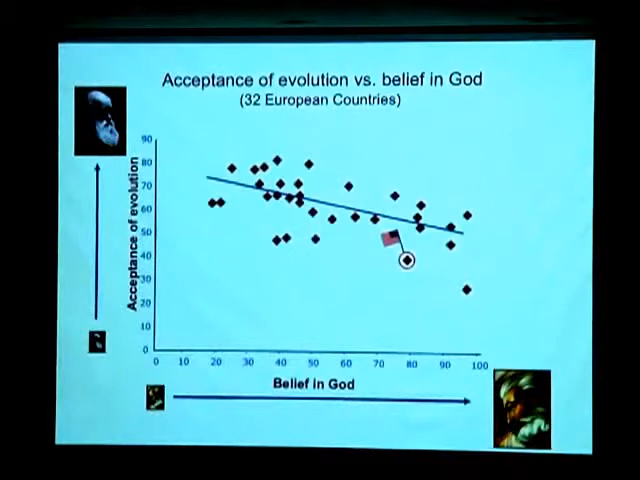 Acceptance of evolution vs. belief in God
(32 European Countries)
Acceptance of evolution
90
80
70
60
50
40
30
20
10
0
0 10 20 30 40 50 60 70 80 90 100
Belief in God